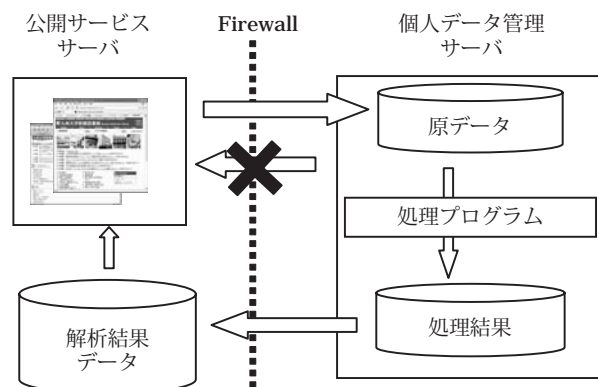 公開サービス
サーバ
Firewall
個人データ管理
サーバ
原データ
処理プログラム
処理結果
解析結果
データ